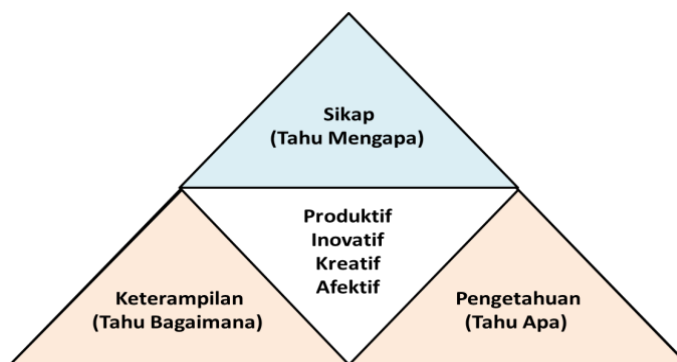 Sikap
(Tahu Mengapa)
Produktif
Inovatif
Kreatif
Afektif
Keterampilan
(Tahu Bagaimana)
Pengetahuan
(Tahu Apa)